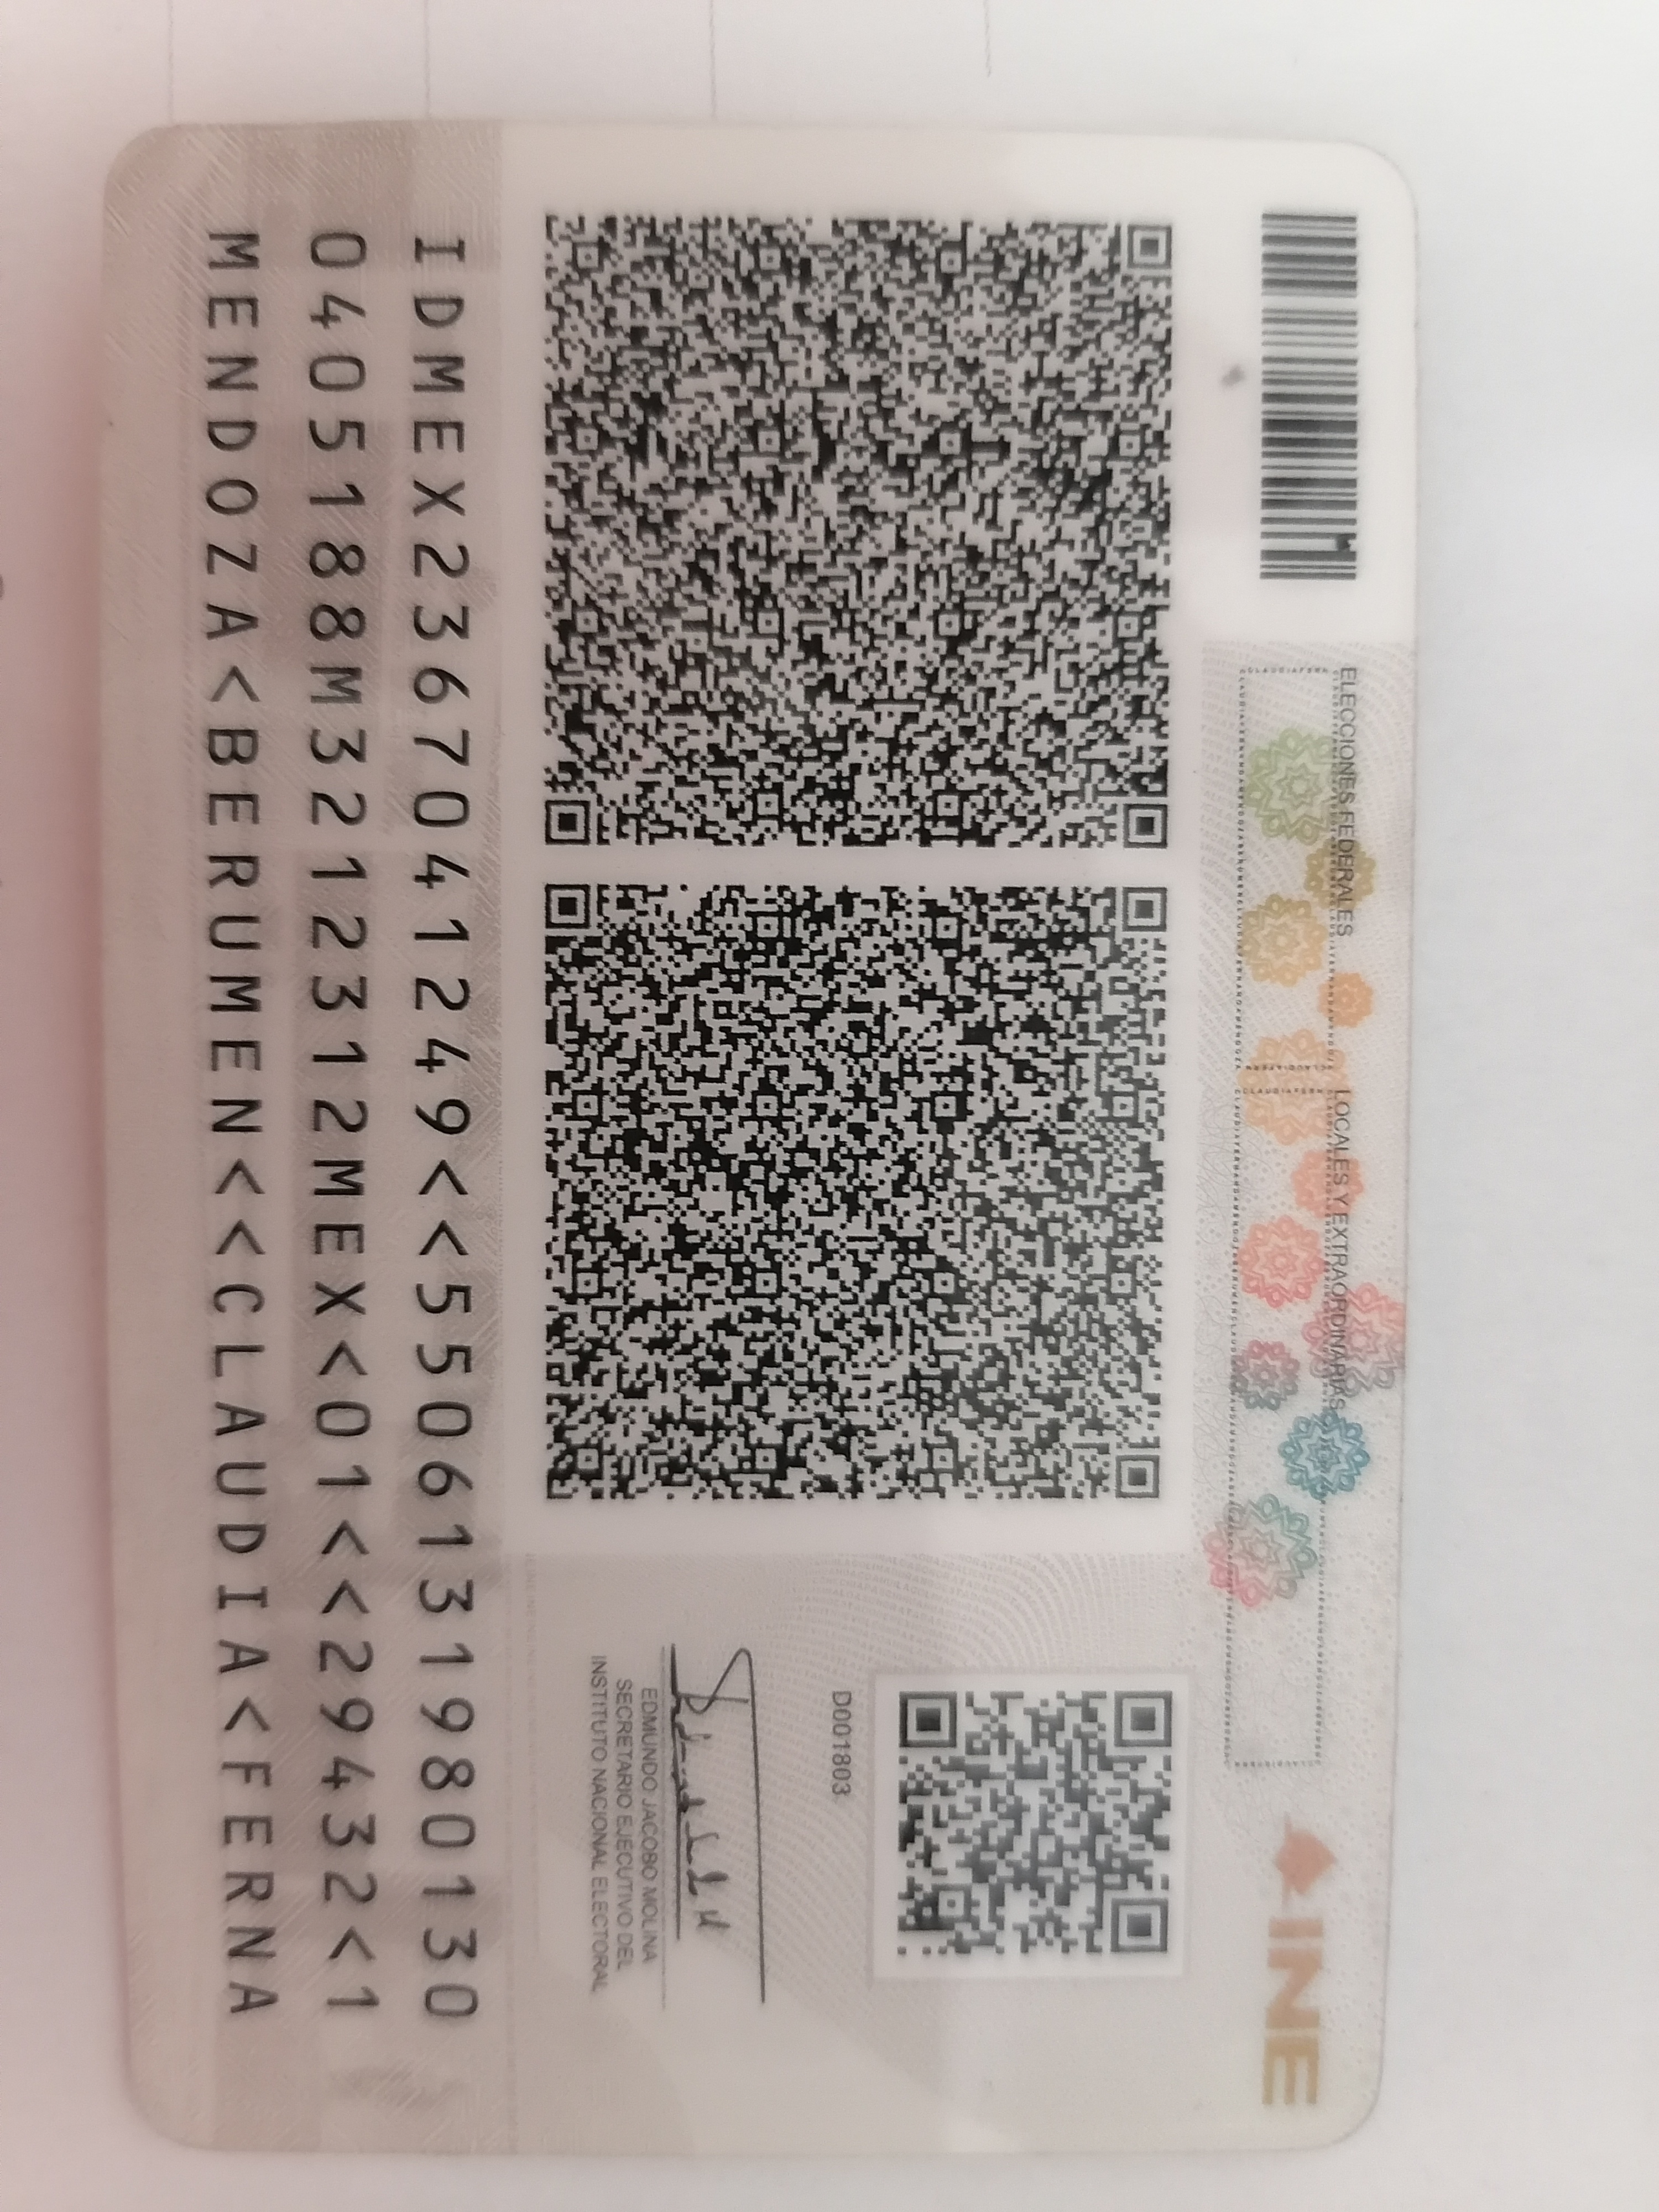 ELECCIONES FEDERALES
LOCALES Y EXTRAORDINARIAS
INE
D001803
EDMUNDO JACOBO MOLINA
SECRETARIO EJECUTIVO DEL
INSTITUTO NACIONAL ELECTORAL
IDMEX2367041249<<5506131980130
0405188M3212312MEX<01<<29432<1
MENDOZA<BERUMEN<<CLAUDIA<FERNA